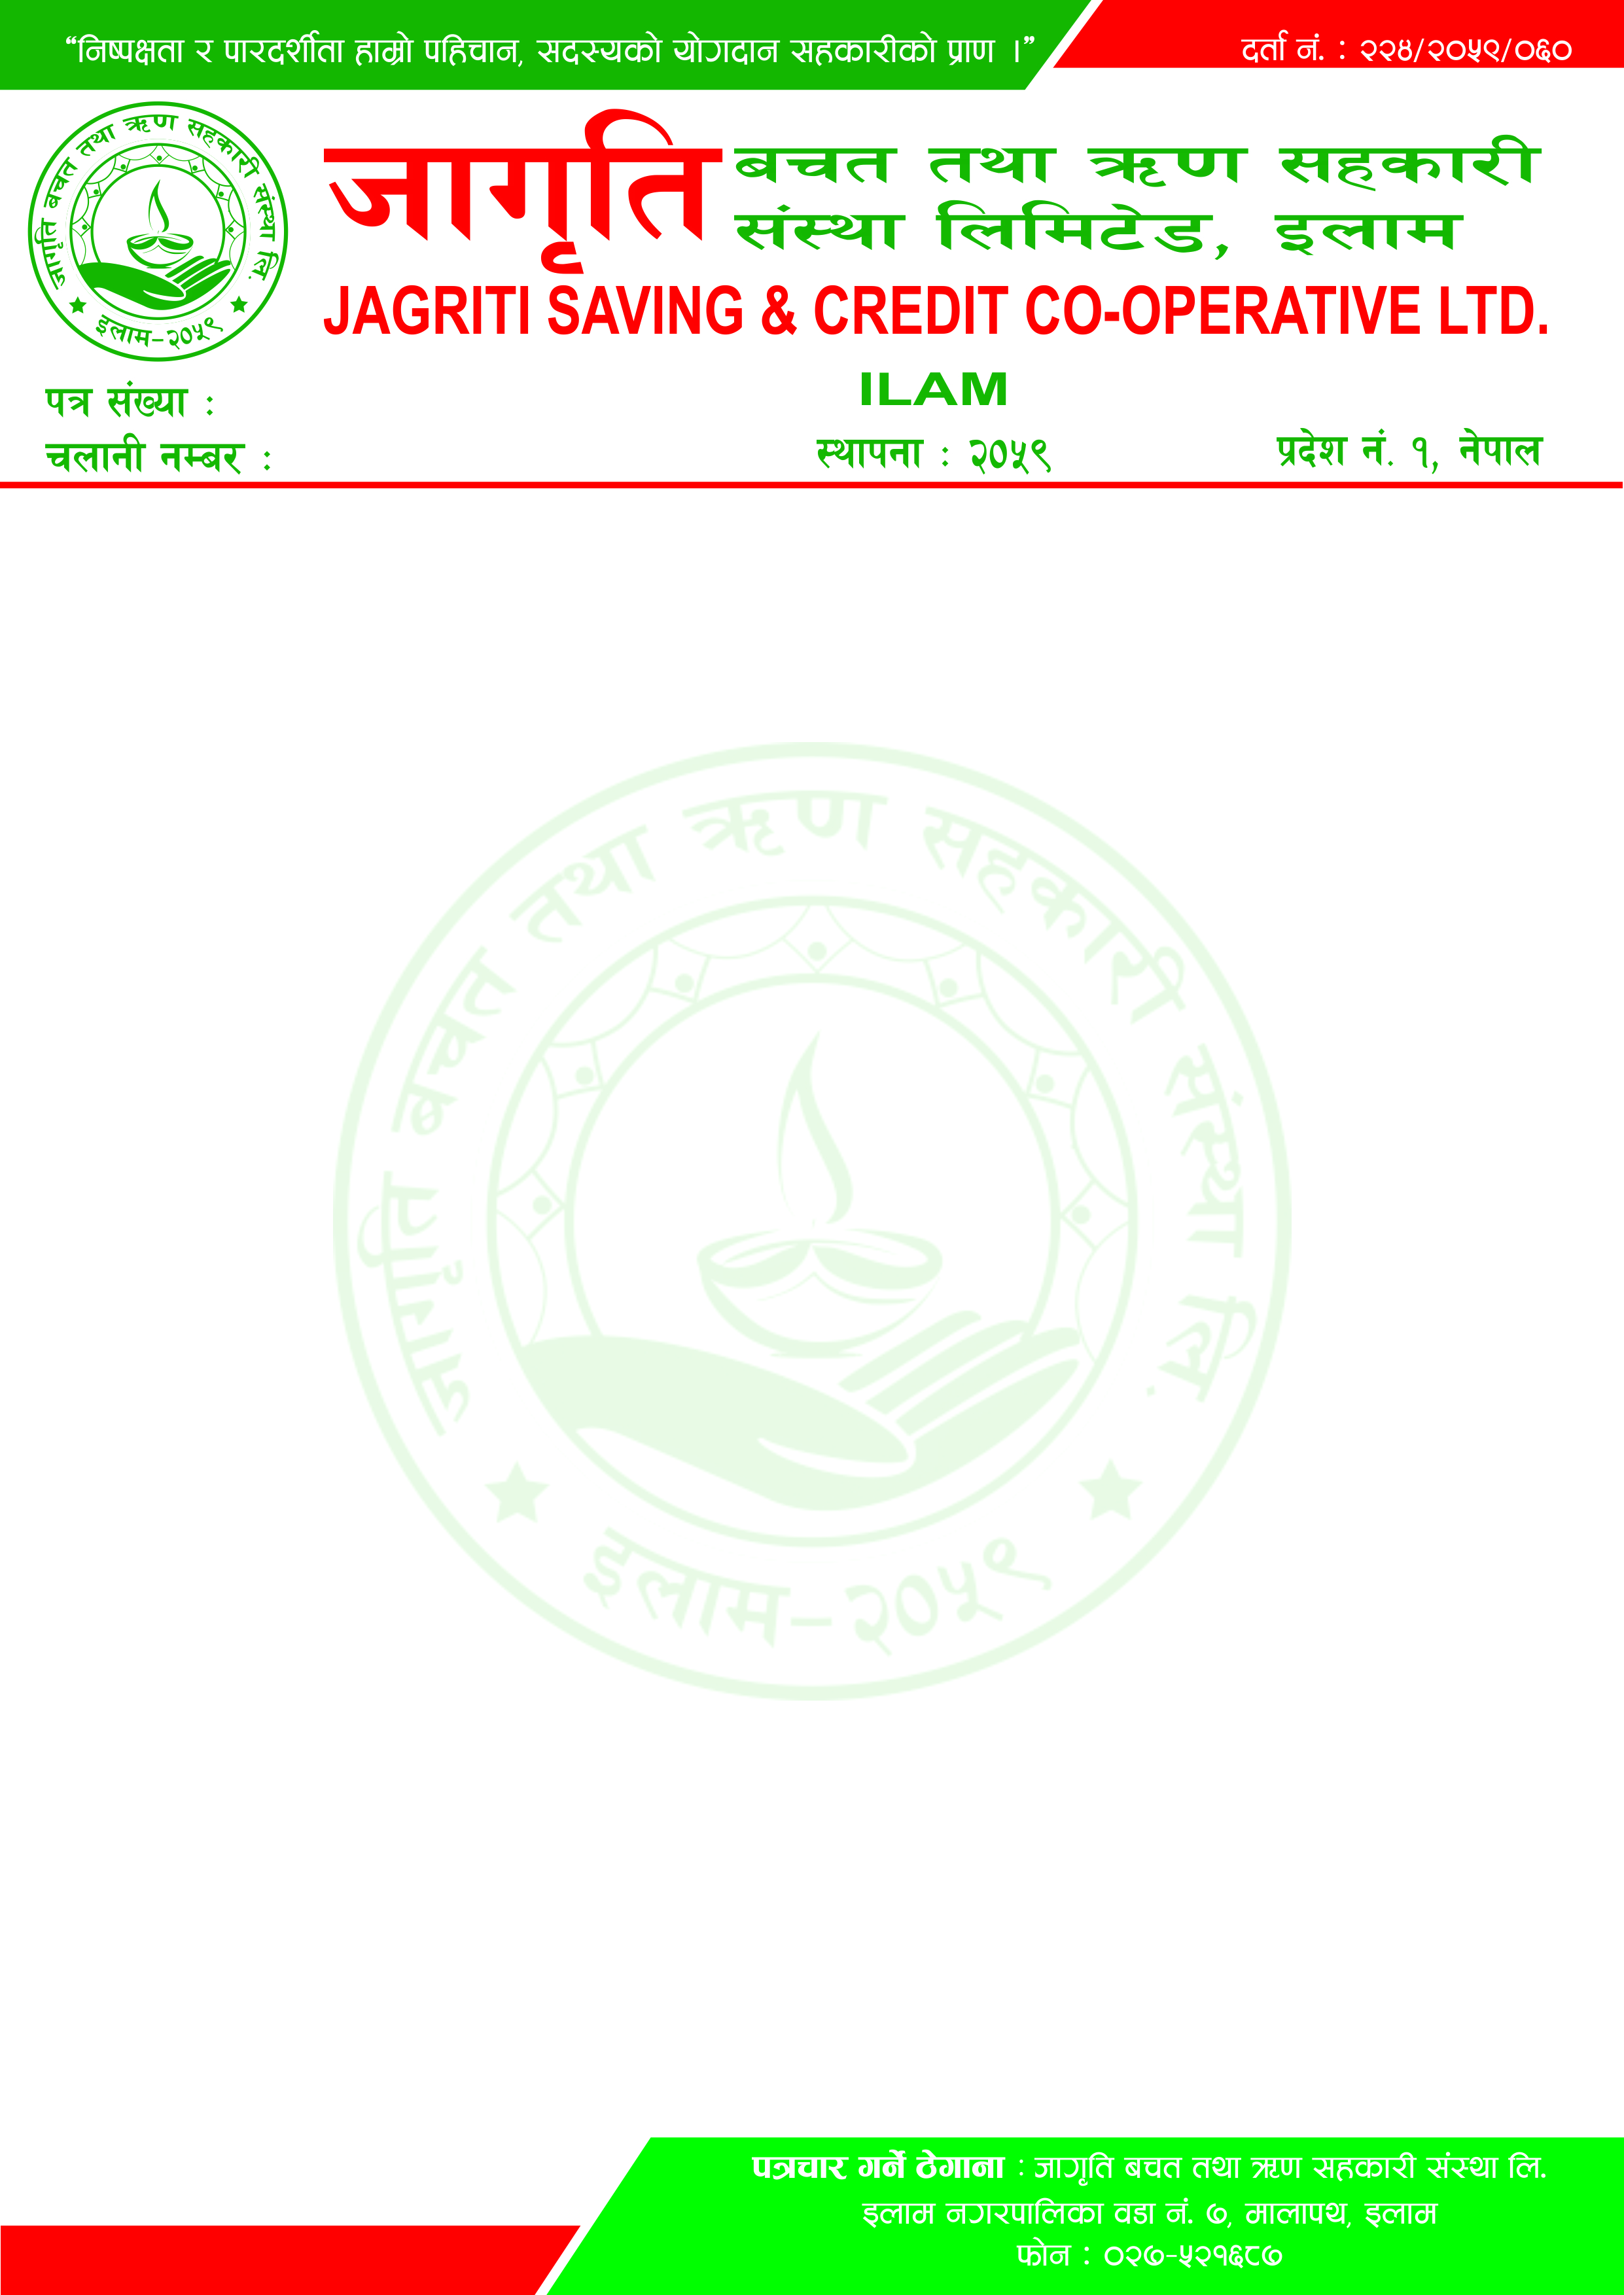 “निष्पक्षता र पारदर्शीता हाम्रो पहिचान, सदस्यको योगदान सहकारीको प्राण ।”
दर्ता नं. : २२४/२०५९/०६०
जागृति बचत तथा ऋण सहकारी संस्था लि.
इलाम-२०५९
जागृति बचत तथा ऋण सहकारी
संस्था लिमिटेड, इलाम
JAGRITI SAVING & CREDIT CO-OPERATIVE LTD.
ILAM
पत्र संख्या :
चलानी नम्बर :
स्थापना : २०५९
प्रदेश नं. १, नेपाल
जागृति बचत तथा ऋण सहकारी संस्था लि.
इलाम-२०५९
पत्रचार गर्ने ठेगाना : जागृति बचत तथा ऋण सहकारी संस्था लि.
इलाम नगरपालिका वडा नं. ७, मालापथ, इलाम
फोन : ०२७-५२१६८७